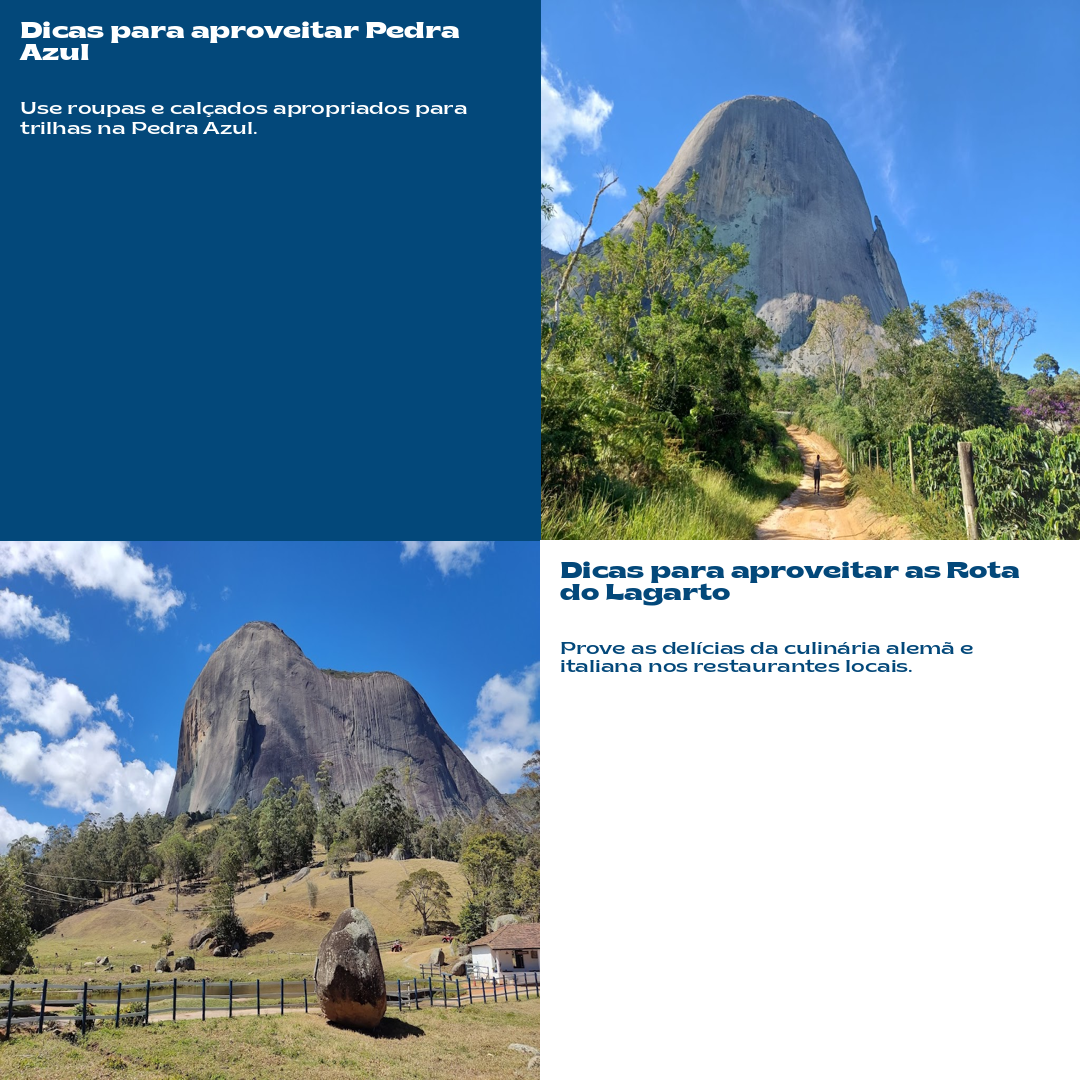 Dicas para aproveitar Pedra
Azul
Use roupas e calçados apropriados para
trilhas na Pedra Azul.
Dicas para aproveitar as Rota
do Lagarto
Prove as delícias da culinária alemã e
italiana nos restaurantes locais.